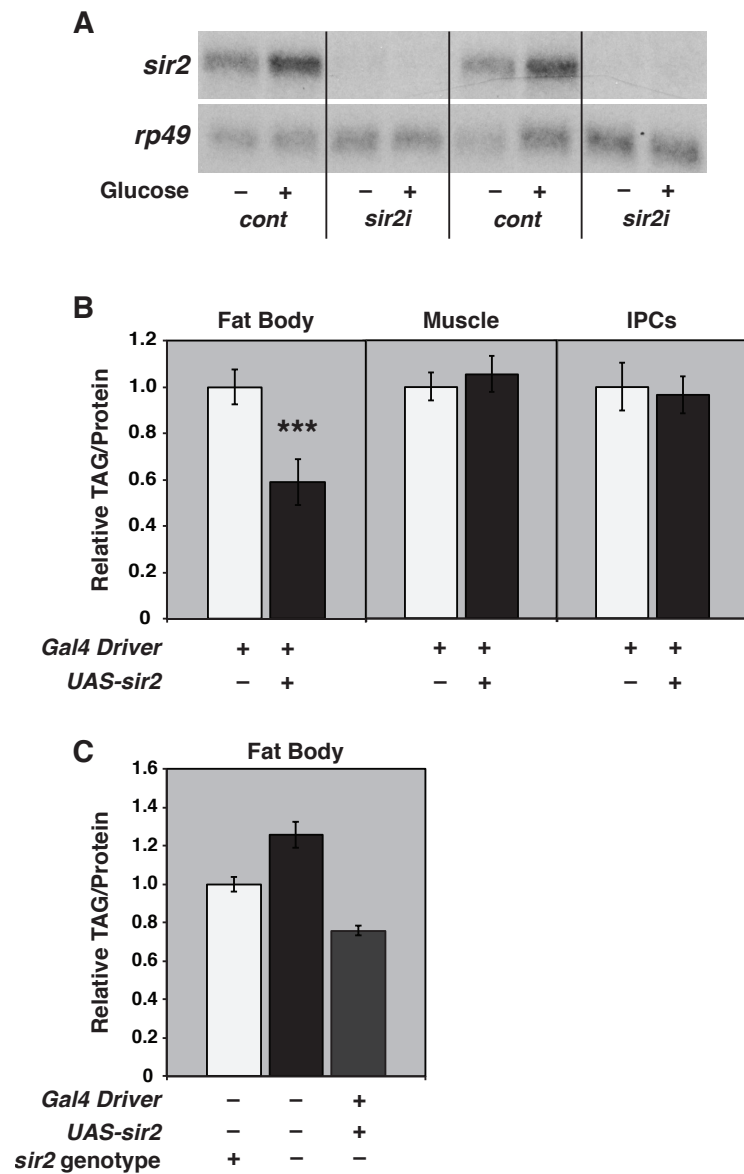 A
sir2
rp49
Glucose – + – + – + – +
cont sir2i cont sir2i
B
Fat Body Muscle IPCs
Relative TAG/Protein
1.2
1.0
0.8
0.6
0.4
0.2
0
***
Gal4 Driver + + + + + +
UAS-sir2 – + – + – +
C
Fat Body
Relative TAG/Protein
1.6
1.4
1.2
1.0
0.8
0.6
0.4
0.2
0
Gal4 Driver – – +
UAS-sir2 – – +
sir2 genotype + – –